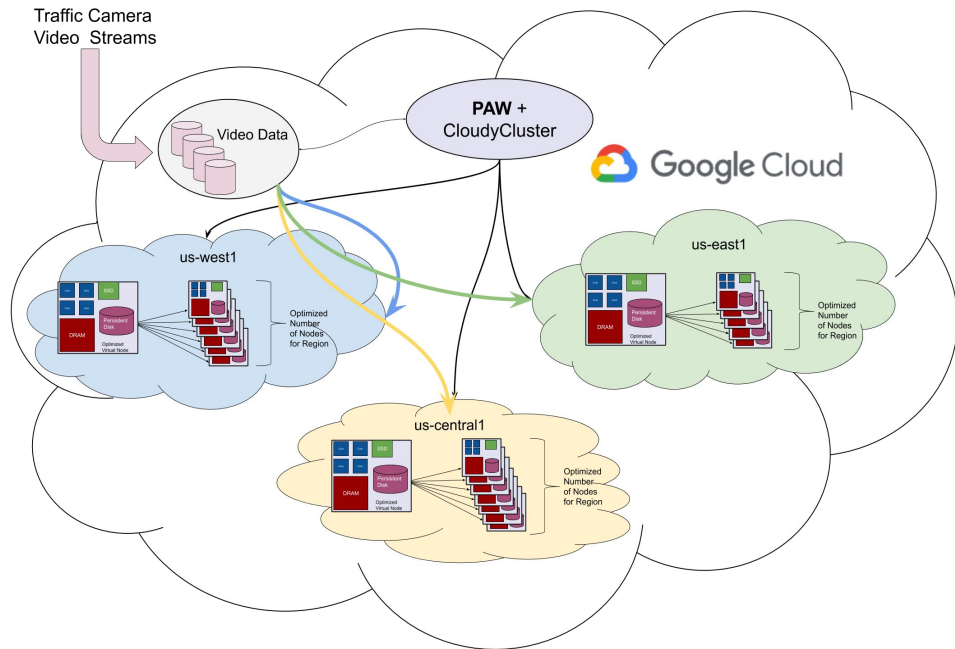 Traffic Camera
Video Streams
Video Data
PAW +
CloudyCluster
Google Cloud
us-west1
SSD
Persistent
Disk
DRAM
Optimized
Virtual Node
Optimized
Number
of Nodes
for Region
us-east1
SSD
Persistent
Disk
DRAM
Optimized
Virtual Node
Optimized
Number
of Nodes
for Region
us-central1
SSD
Persistent
Disk
DRAM
Optimized
Virtual Node
Optimized
Number
of Nodes
for Region